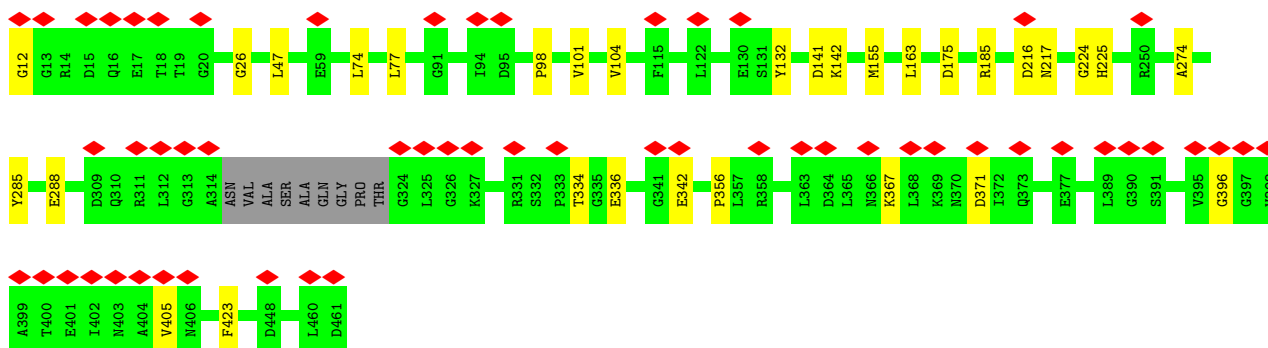 G12 G13 R14 D15 Q16 E17 T18 T19 G20 G26 L47 E59 L74 L77 G91 I94 D95 P98 V101 V104 F115 L122 E130 S131 Y132 D141 K142 M155 L163 D175 R185 D216 N217 G224 H225 R250 A274
Y285 E288 D309 Q310 R311 L312 G313 A314 ASN VAL ALA SER ALA GLN GLY PRO THR G324 L325 G326 K327 R331 S332 P333 T334 G335 E336 G341 E342 P356 L357 R358 L363 D364 L365 N366 K367 L368 K369 N370 D371 I372 Q373 E377 L389 G390 S391 V395 G396 G397
A399 T400 E401 I402 N403 A404 V405 N406 F423 D448 L460 D461